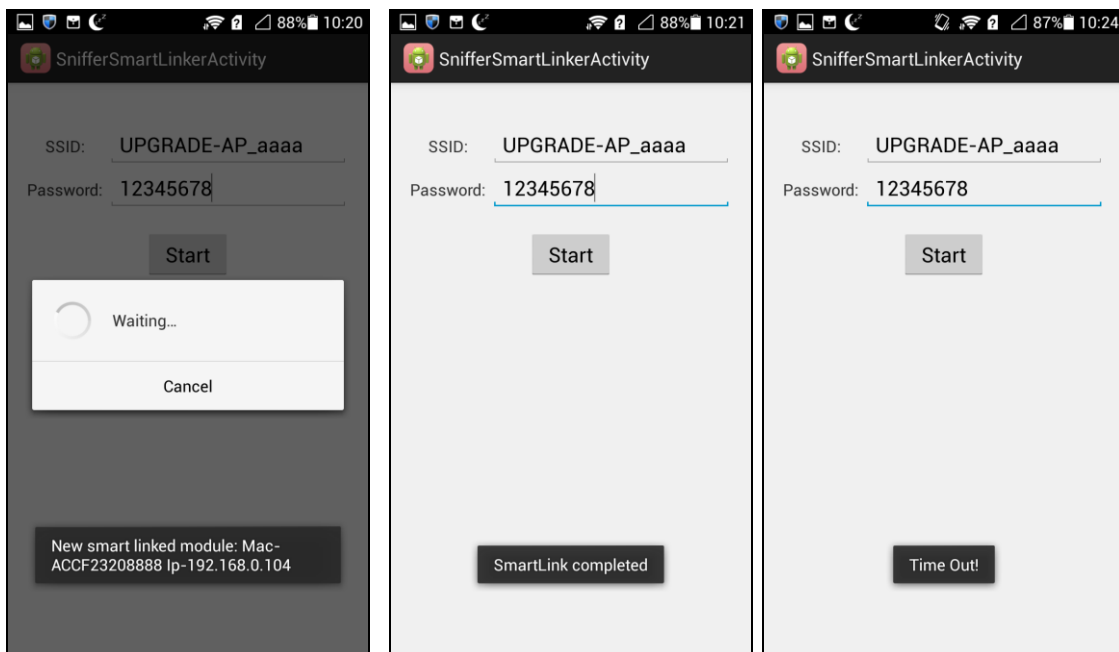 88% 10:20
SnifferSmartLinkerActivity
SSID: UPGRADE-AP_aaaa
Password: 12345678
Start
Waiting...
Cancel
New smart linked module: Mac-
ACCF23208888 Ip-192.168.0.104
88% 10:21
SnifferSmartLinkerActivity
SSID: UPGRADE-AP_aaaa
Password: 12345678
Start
SmartLink completed
87% 10:24
SnifferSmartLinkerActivity
SSID: UPGRADE-AP_aaaa
Password: 12345678
Start
Time Out!